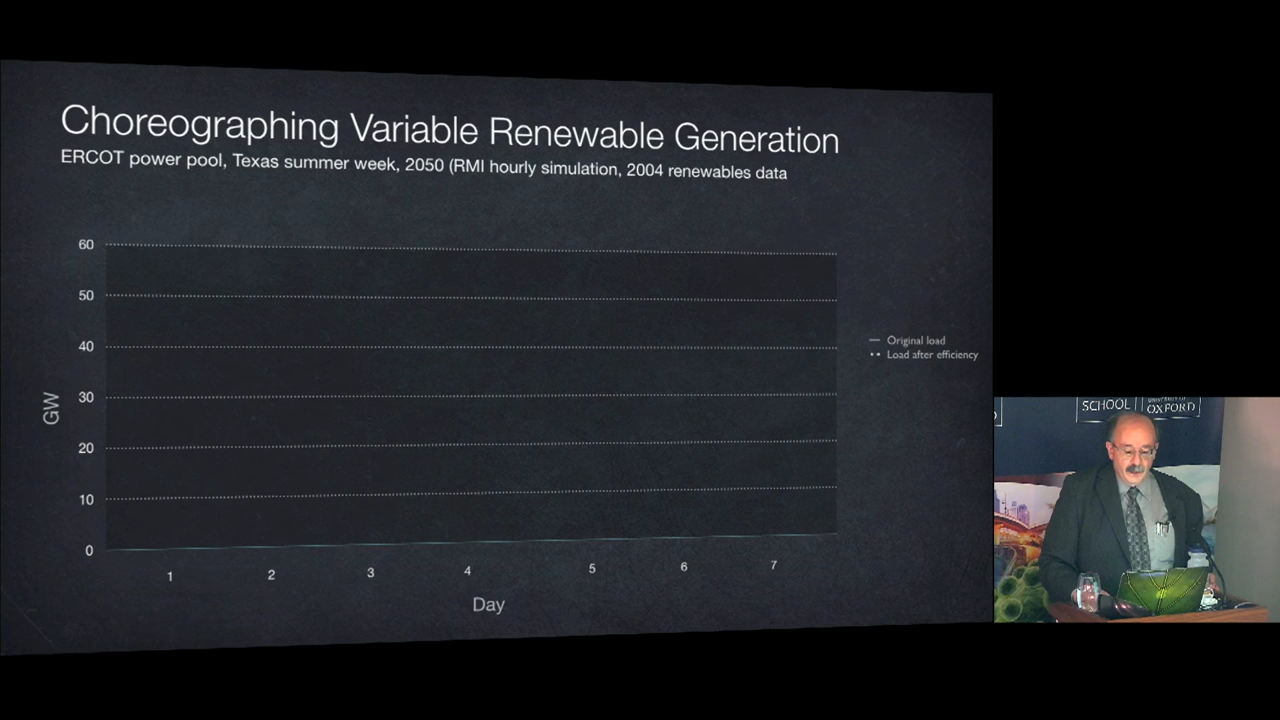 Choreographing Variable Renewable Generation
ERCOT power pool, Texas summer week, 2050 (RMI hourly simulation, 2004 renewables data
60
50
40
30
20
10
0
GW
1 2 3 4 5 6 7
Day
Original load
Load after efficiency
SCHOOL
UNIVERSITY OF
OXFORD